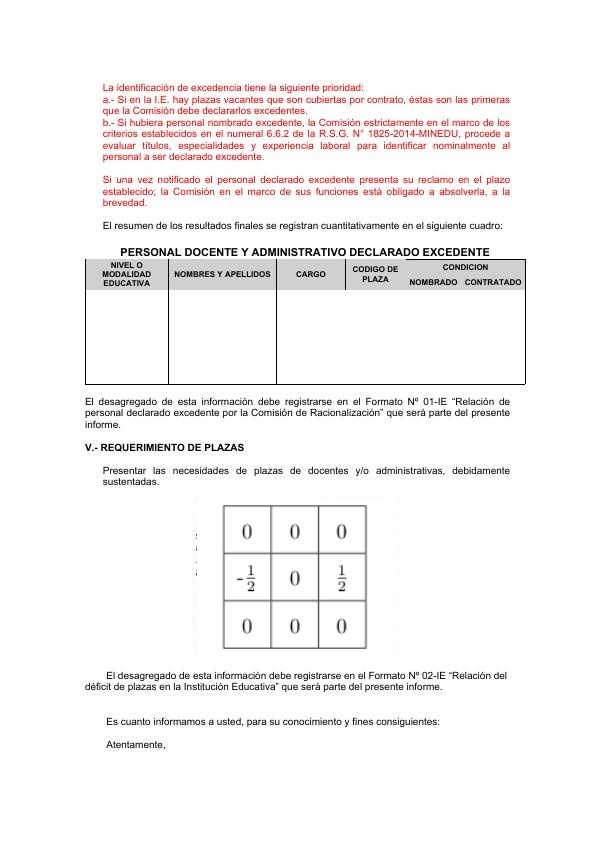 La identificación de excedencia tiene la siguiente prioridad:
a.- Si en la I.E. hay plazas vacantes que son cubiertas por contrato, éstas son las primeras
que la Comisión debe declararlos excedentes.
b.- Si hubiera personal nombrado excedente, la Comisión estrictamente en el marco de los
criterios establecidos en el numeral 6.6.2 de la R.S.G. N° 1825-2014-MINEDU, procede a
evaluar títulos, especialidades y experiencia laboral para identificar nominalmente al
personal a ser declarado excedente.
Si una vez notificado el personal declarado excedente presenta su reclamo en el plazo
establecido; la Comisión en el marco de sus funciones está obligado a absolverla, a la
brevedad.
El resumen de los resultados finales se registran cuantitativamente en el siguiente cuadro:
PERSONAL DOCENTE Y ADMINISTRATIVO DECLARADO EXCEDENTE
NIVEL O
MODALIDAD
EDUCATIVA
NOMBRES Y APELLIDOS
CARGO
CODIGO DE
PLAZA
CONDICION
NOMBRADO CONTRATADO
El desagregado de esta información debe registrarse en el Formato Nº 01-IE “Relación de
personal declarado excedente por la Comisión de Racionalización” que será parte del presente
informe.
V.- REQUERIMIENTO DE PLAZAS
Presentar las necesidades de plazas de docentes y/o administrativas, debidamente
sustentadas.
0 0 0
-1/2 0 1/2
0 0 0
El desagregado de esta información debe registrarse en el Formato Nº 02-IE “Relación del
déficit de plazas en la Institución Educativa” que será parte del presente informe.
Es cuanto informamos a usted, para su conocimiento y fines consiguientes:
Atentamente,